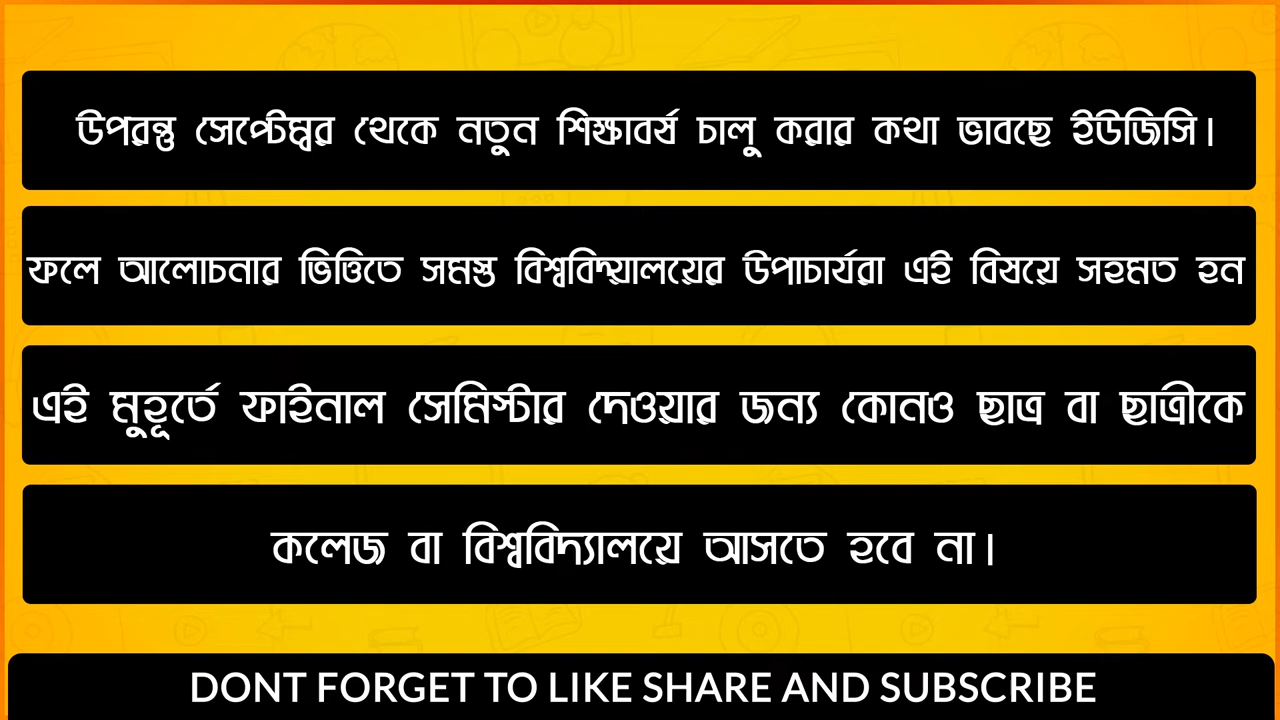 উপরন্তু সেপ্টেম্বর থেকে নতুন শিক্ষাবর্ষ চালু করার কথা ভাবছে ইউজিসি।
ফলে আলোচনার ভিত্তিতে সমস্ত বিশ্ববিদ্য়ালয়ের উপাচার্যরা এই বিষয়ে সহমত হন
এই মুহূর্তে ফাইনাল সেমিস্টার দেওয়ার জন্য কোনও ছাত্র বা ছাত্রীকে
কলেজ বা বিশ্ববিদ্যালয়ে আসতে হবে না।
DONT FORGET TO LIKE SHARE AND SUBSCRIBE